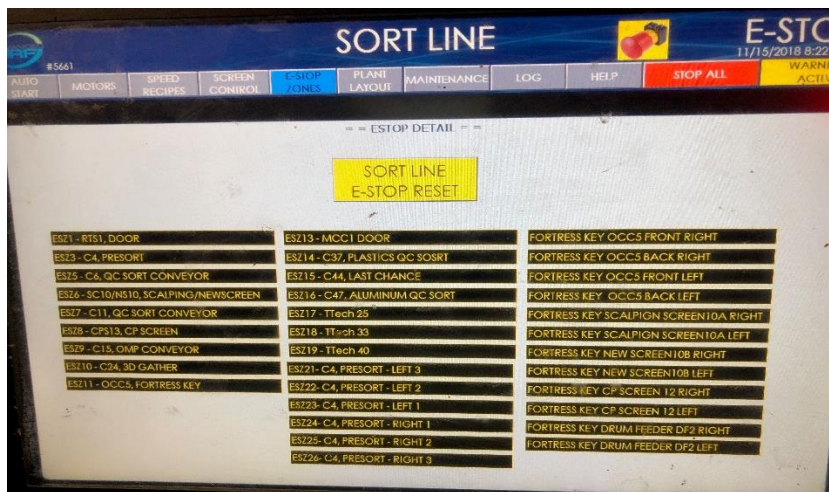 SORT LINE
E-STO
#5661
11/15/2018 8:22
AUTO START
MOTORS
SPEED RECIPES
SCREEN CONTROL
E-STOP ZONES
PLANT LAYOUT
MAINTENANCE
LOG
HELP
STOP ALL
WARN
ACTIV
= = ESTOP DETAIL = =
SORT LINE
E-STOP RESET
ESZ1 - RTS1, DOOR
ESZ3 - C4, PRESORT
ESZ5 - C6, QC SORT CONVEYOR
ESZ6 - SC10/NS10, SCALPING/NEWSCREEN
ESZ7 - C11, QC SORT CONVEYOR
ESZ8 - CPS13, CP SCREEN
ESZ9 - C15, OMP CONVEYOR
ESZ10 - C24, 3D GATHER
ESZ11 - OCC5, FORTRESS KEY
ESZ13 - MCC1 DOOR
ESZ14 - C37, PLASTICS QC SOSRT
ESZ15 - C44, LAST CHANCE
ESZ16 - C47, ALUMINUM QC SORT
ESZ17 - TTech 25
ESZ18 - TTech 33
ESZ19 - TTech 40
ESZ21- C4, PRESORT - LEFT 3
ESZ22- C4, PRESORT - LEFT 2
ESZ23- C4, PRESORT - LEFT 1
ESZ24- C4, PRESORT - RIGHT 1
ESZ25- C4, PRESORT - RIGHT 2
ESZ26- C4, PRESORT - RIGHT 3
FORTRESS KEY OCC5 FRONT RIGHT
FORTRESS KEY OCC5 BACK RIGHT
FORTRESS KEY OCC5 FRONT LEFT
FORTRESS KEY OCC5 BACK LEFT
FORTRESS KEY SCALPIGN SCREEN10A RIGHT
FORTRESS KEY SCALPIGN SCREEN10A LEFT
FORTRESS KEY NEW SCREEN10B RIGHT
FORTRESS KEY NEW SCREEN10B LEFT
FORTRESS KEY CP SCREEN 12 RIGHT
FORTRESS KEY CP SCREEN 12 LEFT
FORTRESS KEY DRUM FEEDER DF2 RIGHT
FORTRESS KEY DRUM FEEDER DF2 LEFT